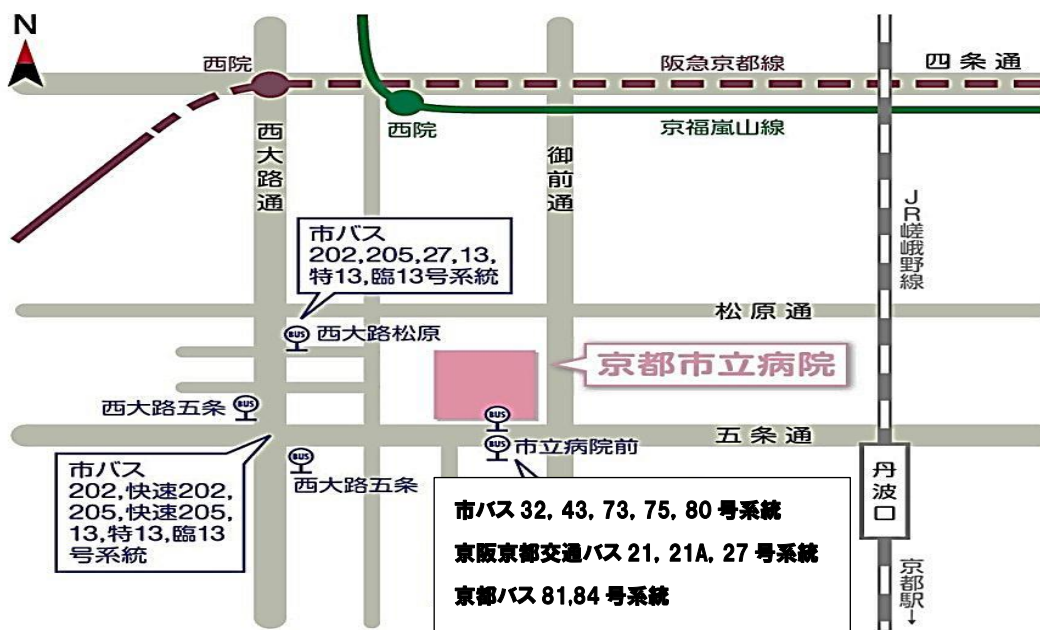 N
西院
阪急京都線
四条通
西院
京福嵐山線
西大路通
御前通
JR嵯峨野線
市バス
202,205,27,13,
特13,臨13号系統
松原通
BUS
西大路松原
京都市立病院
西大路五条
BUS
BUS
五条通
BUS
市立病院前
BUS
西大路五条
市バス
202,快速202,
205,快速205,
13,特13,臨13
号系統
丹波口
市バス 32, 43, 73, 75, 80 号系統
京阪京都交通バス 21, 21A, 27 号系統
京都バス 81,84 号系統
京都駅→